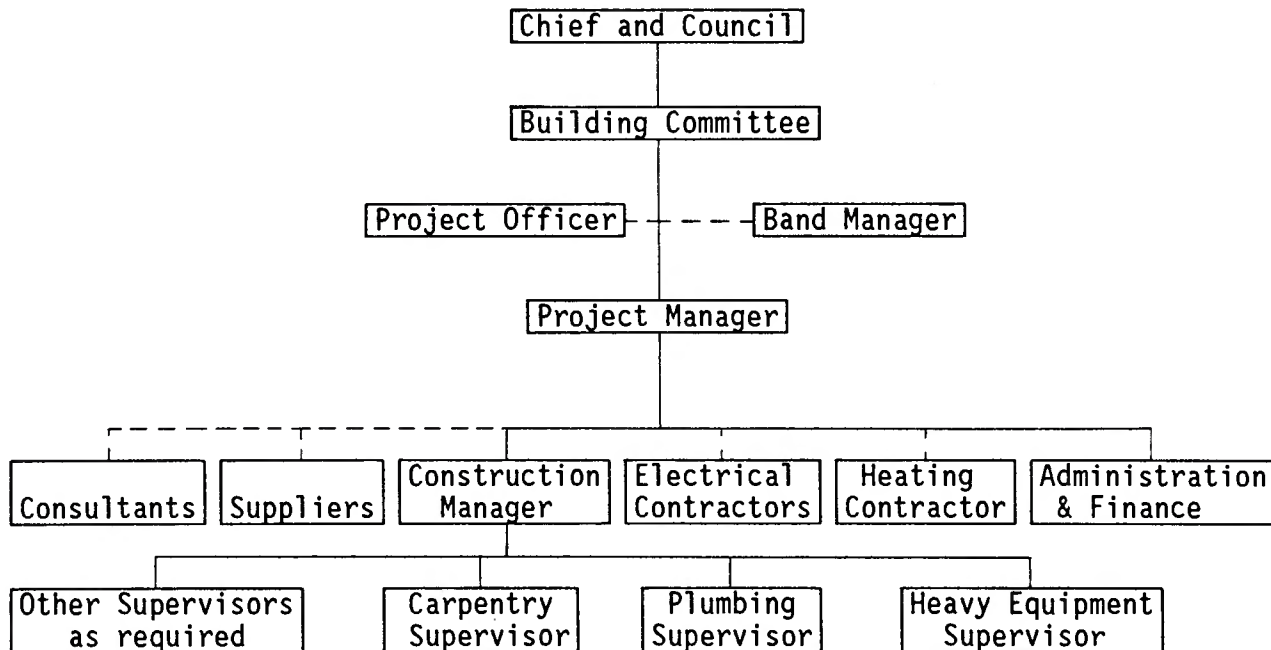 Chief and Council
Building Committee
Project Officer
Band Manager
Project Manager
Consultants
Suppliers
Construction
Manager
Electrical
Contractors
Heating
Contractor
Administration
& Finance
Other Supervisors
as required
Carpentry
Supervisor
Plumbing
Supervisor
Heavy Equipment
Supervisor